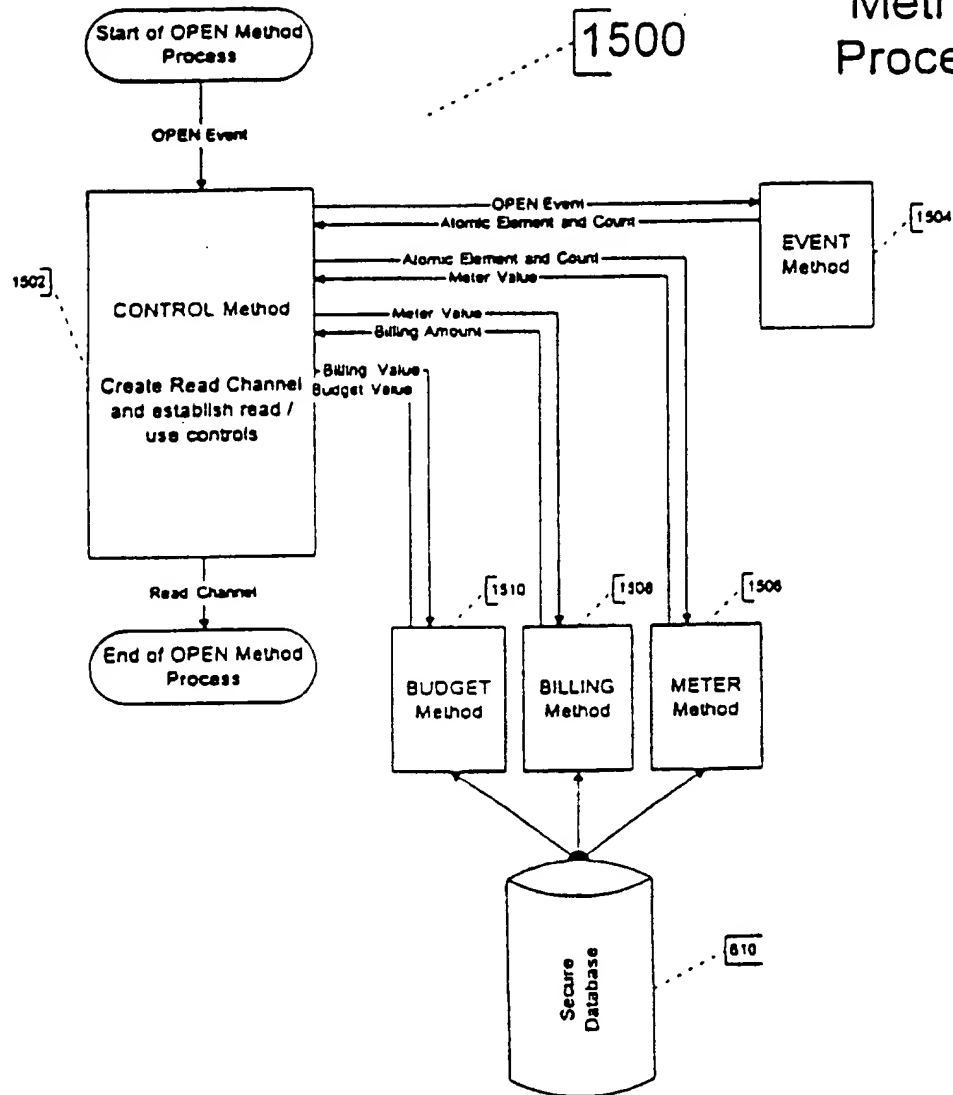 Start of OPEN Method
Process
1500
OPEN Event
OPEN Event
Atomic Element and Count
EVENT
Method
1504
Atomic Element and Count
Meter Value
1502
CONTROL Method
Meter Value
Billing Amount
Create Read Channel
and establish read /
use controls
Billing Value
Budget Value
Read Channel
1510
1508
1506
End of OPEN Method
Process
BUDGET
Method
BILLING
Method
METER
Method
Secure
Database
610